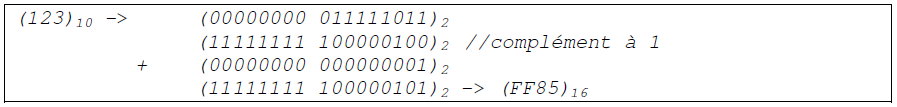 (123)₁₀ -> (00000000 011111011)₂
(11111111 100000100)₂ //complément à 1
+ (00000000 000000001)₂
(11111111 100000101)₂ -> (FF85)₁₆